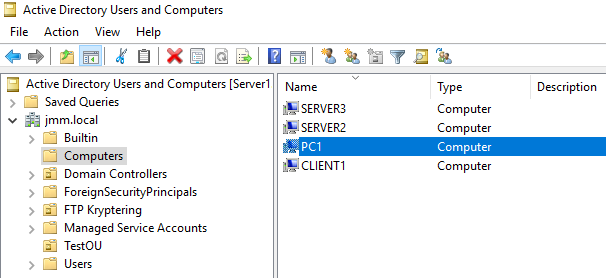 Active Directory Users and Computers
File Action View Help
Active Directory Users and Computers [Server1
Saved Queries
jmm.local
Builtin
Computers
Domain Controllers
ForeignSecurityPrincipals
FTP Kryptering
Managed Service Accounts
TestOU
Users
Name Type Description
SERVER3 Computer
SERVER2 Computer
PC1 Computer
CLIENT1 Computer